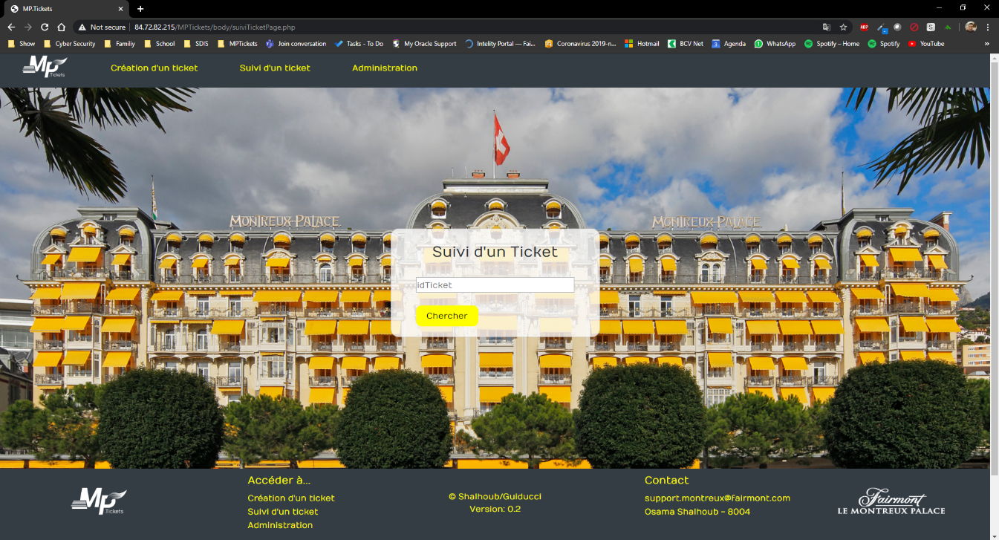 MP.Tickets
Not secure | 84.72.82.215/MPTickets/body/suiviTicketPage.php
ABP
S
Show Cyber Security Familiy School SDIS MPTickets Join conversation Tasks - To Do My Oracle Support Intelity Portal — Fai... Coronavirus 2019-n... Hotmail BCV Net Agenda WhatsApp Spotify – Home Spotify YouTube »
Mp .Tickets
Création d'un ticket Suivi d'un ticket Administration
MONTREUX-PALACE. MONTREUX-PALACE.
Suivi d'un Ticket
idTicket
Chercher
Mp .Tickets
Accéder à...
Création d'un ticket
Suivi d'un ticket
Administration
© Shalhoub/Guiducci
Version: 0.2
Contact
support.montreux@fairmont.com
Osama Shalhoub - 8004
Fairmont
LE MONTREUX PALACE